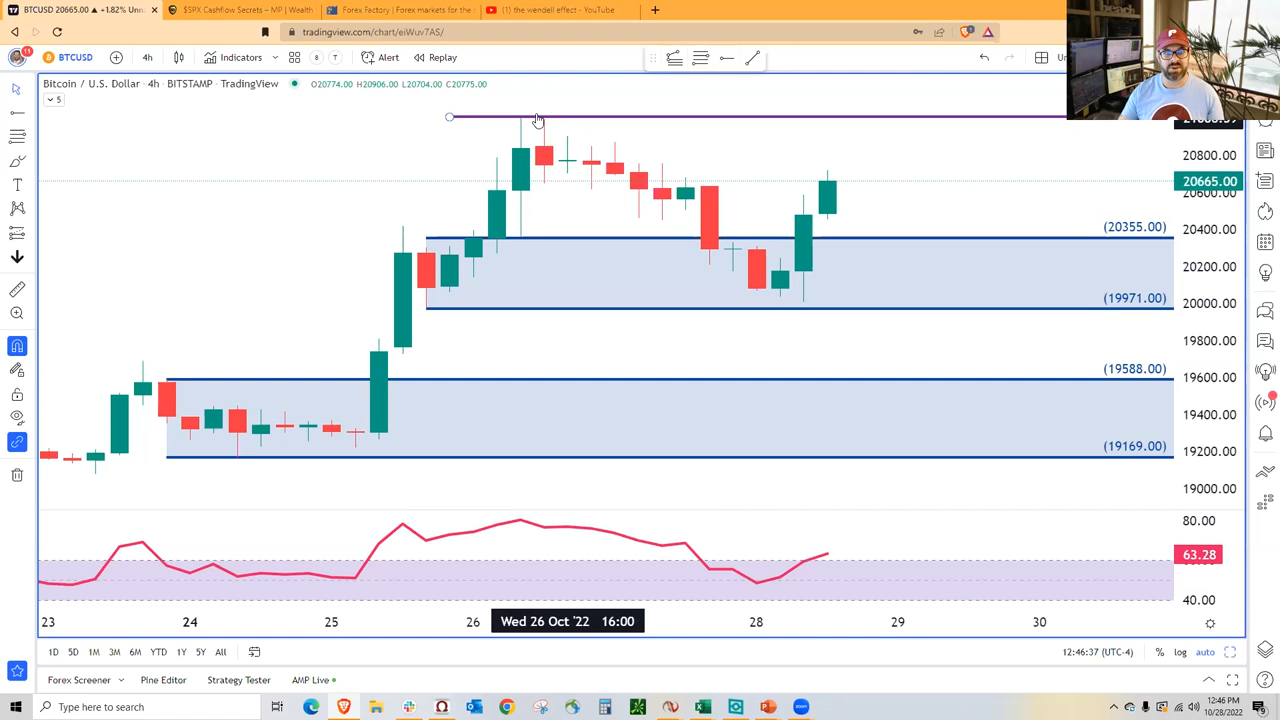 BTCUSD 20665.00 ▲ +1.82% Unna
$SPX Cashflow Secrets – MP | Wealth
Forex Factory | Forex markets for the
(1) the wendell effect - YouTube
tradingview.com/chart/eiWuv7AS/
11
BTCUSD
4h
Indicators
8
T
Alert
Replay
Bitcoin / U.S. Dollar · 4h · BITSTAMP · TradingView
O20774.00 H20906.00 L20704.00 C20775.00
5
20800.00
20665.00
20600.00
(20355.00)
20400.00
20200.00
(19971.00)
20000.00
19800.00
(19588.00)
19600.00
19400.00
(19169.00)
19200.00
19000.00
80.00
63.28
40.00
23
24
25
26
Wed 26 Oct '22 16:00
28
29
30
1D
5D
1M
3M
6M
YTD
1Y
5Y
All
12:46:37 (UTC-4)
%
log
auto
Forex Screener
Pine Editor
Strategy Tester
AMP Live
Type here to search
12:46 PM
10/28/2022